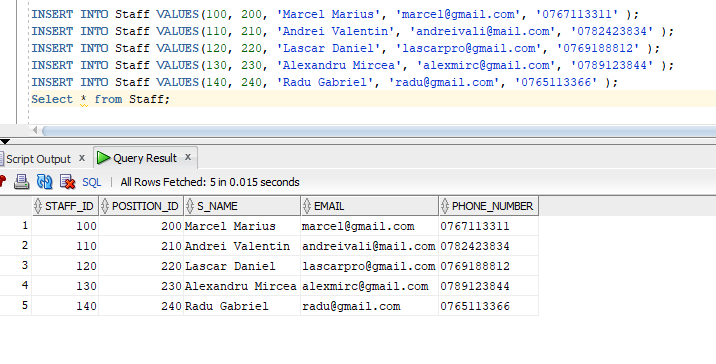 INSERT INTO Staff VALUES(100, 200, 'Marcel Marius', 'marcel@gmail.com', '0767113311' );
INSERT INTO Staff VALUES(110, 210, 'Andrei Valentin', 'andreivali@mail.com', '0782423834' );
INSERT INTO Staff VALUES(120, 220, 'Lascar Daniel', 'lascarpro@gmail.com', '0769188812' );
INSERT INTO Staff VALUES(130, 230, 'Alexandru Mircea', 'alexmirc@gmail.com', '0789123844' );
INSERT INTO Staff VALUES(140, 240, 'Radu Gabriel', 'radu@gmail.com', '0765113366' );
Select * from Staff;
Script Output x Query Result x
SQL | All Rows Fetched: 5 in 0.015 seconds
STAFF_ID POSITION_ID S_NAME EMAIL PHONE_NUMBER
1 100 200 Marcel Marius marcel@gmail.com 0767113311
2 110 210 Andrei Valentin andreivali@mail.com 0782423834
3 120 220 Lascar Daniel lascarpro@gmail.com 0769188812
4 130 230 Alexandru Mircea alexmirc@gmail.com 0789123844
5 140 240 Radu Gabriel radu@gmail.com 0765113366